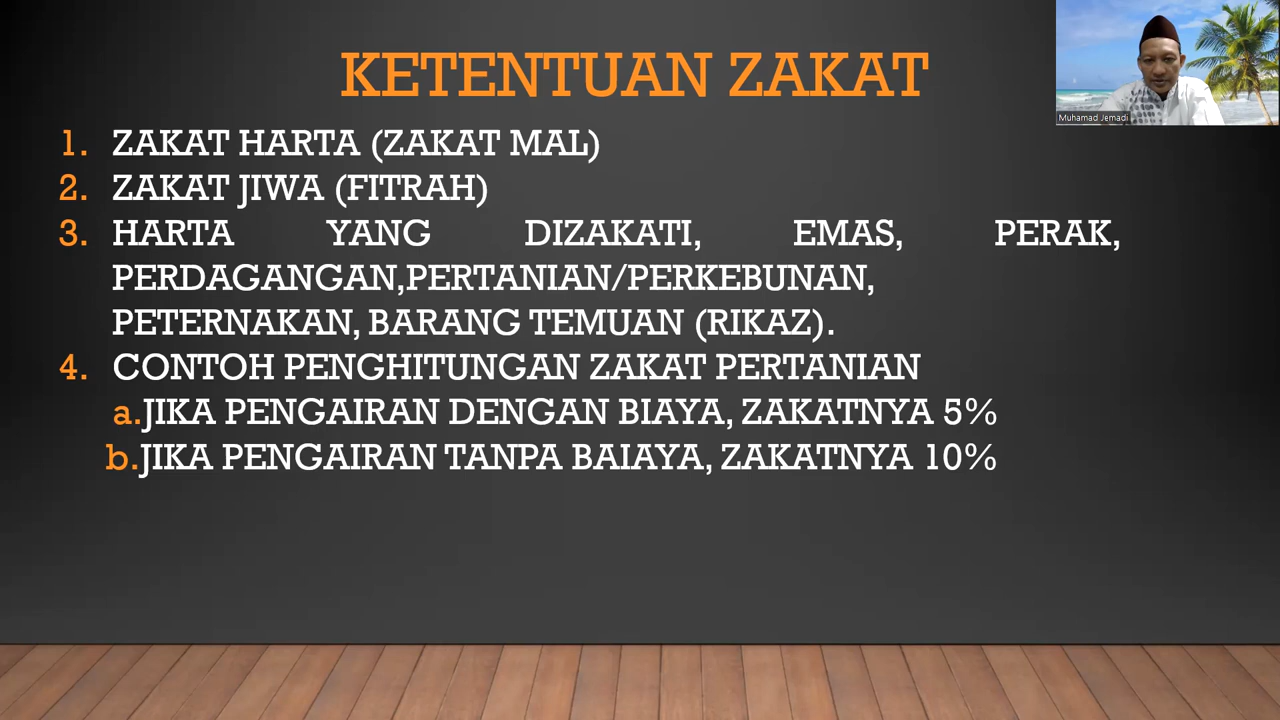 KETENTUAN ZAKAT
Muhamad Jemadi
1. ZAKAT HARTA (ZAKAT MAL)
2. ZAKAT JIWA (FITRAH)
3. HARTA YANG DIZAKATI, EMAS, PERAK,
PERDAGANGAN,PERTANIAN/PERKEBUNAN,
PETERNAKAN, BARANG TEMUAN (RIKAZ).
4. CONTOH PENGHITUNGAN ZAKAT PERTANIAN
a.JIKA PENGAIRAN DENGAN BIAYA, ZAKATNYA 5%
b.JIKA PENGAIRAN TANPA BAIAYA, ZAKATNYA 10%